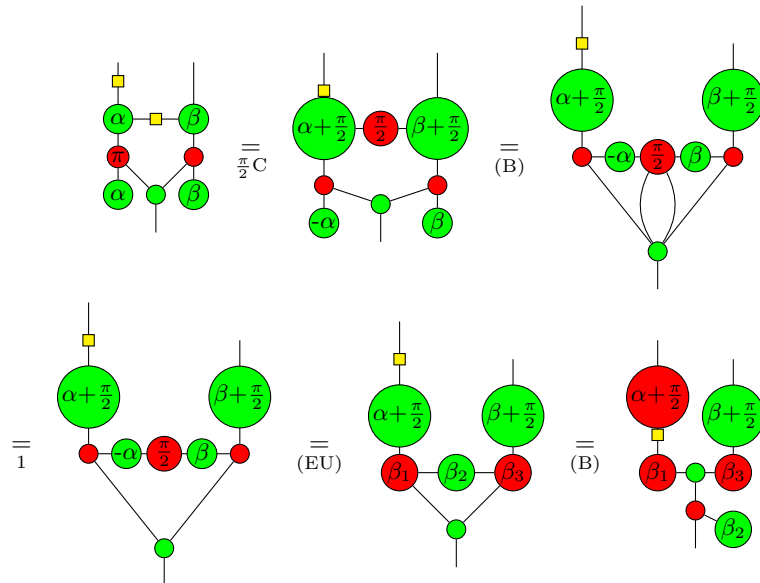 α β
π
α β
= π/2 C
α+π/2 π/2 β+π/2
-α β
= (B)
α+π/2 β+π/2
-α π/2 β
= 1
α+π/2 β+π/2
-α π/2 β
= (EU)
α+π/2 β+π/2
β₁ β₂ β₃
= (B)
α+π/2 β+π/2
β₁ β₃
β₂